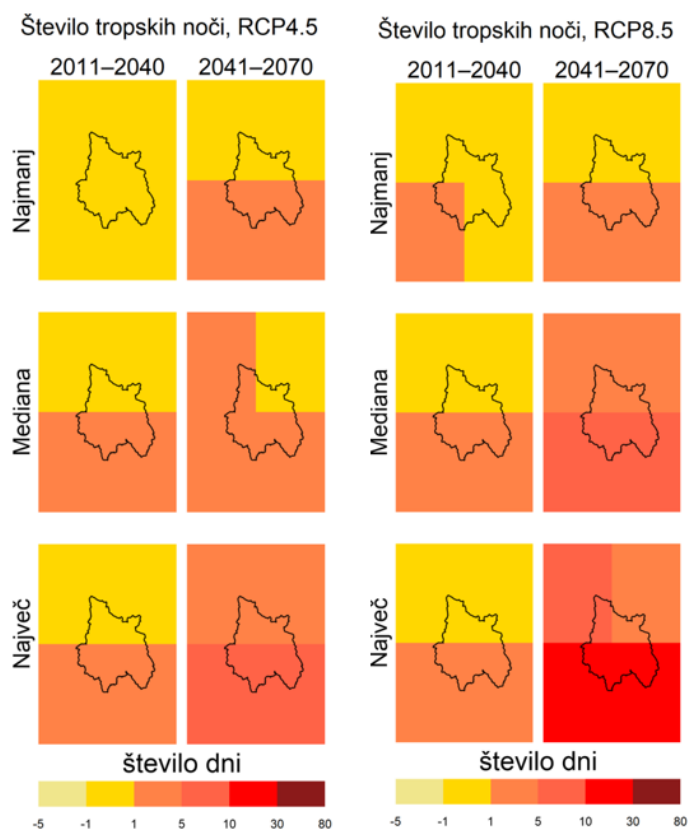 Število tropskih noči, RCP4.5
2011–2040 2041–2070
Najmanj
Mediana
Največ
število dni
-5 -1 1 5 10 30 80
Število tropskih noči, RCP8.5
2011–2040 2041–2070
Najmanj
Mediana
Največ
število dni
-5 -1 1 5 10 30 80